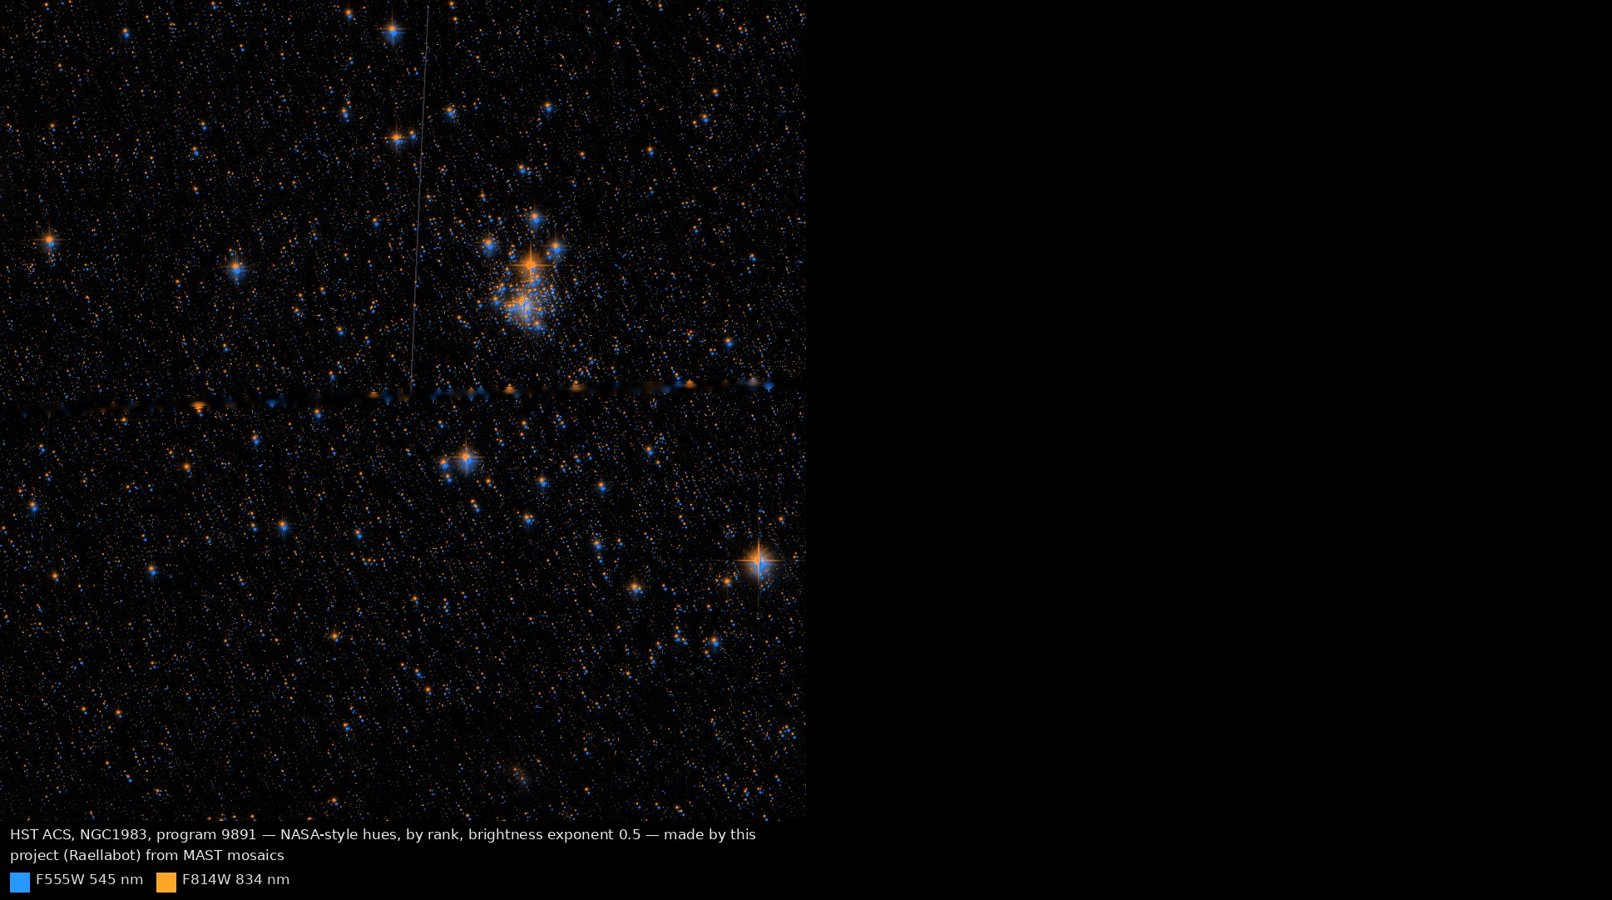 HST ACS, NGC1983, program 9891 — NASA-style hues, by rank, brightness exponent 0.5 — made by this
project (Raellabot) from MAST mosaics
F555W 545 nm F814W 834 nm